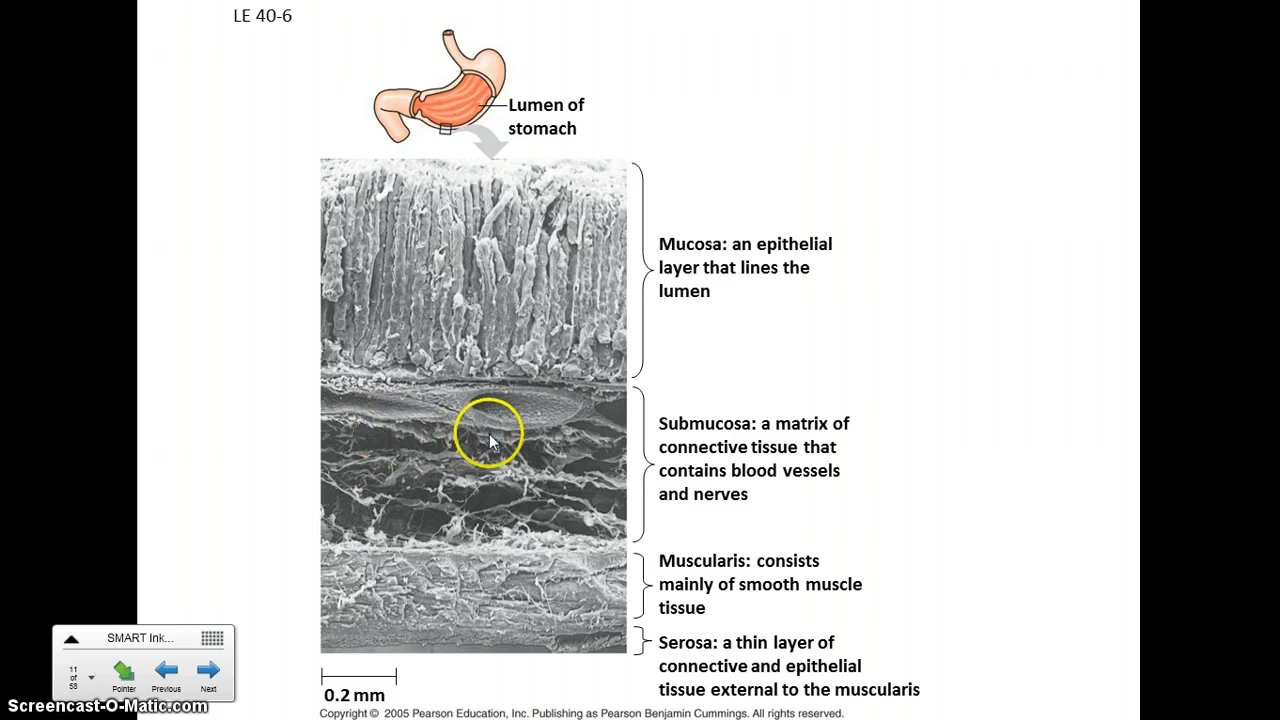 LE 40-6
Lumen of
stomach
Mucosa: an epithelial
layer that lines the
lumen
Submucosa: a matrix of
connective tissue that
contains blood vessels
and nerves
Muscularis: consists
mainly of smooth muscle
tissue
Serosa: a thin layer of
connective and epithelial
tissue external to the muscularis
0.2 mm
Copyright © 2005 Pearson Education, Inc. Publishing as Pearson Benjamin Cummings. All rights reserved.
SMART Ink...
11
of
53
Pointer
Previous
Next
Screencast-O-Matic.com